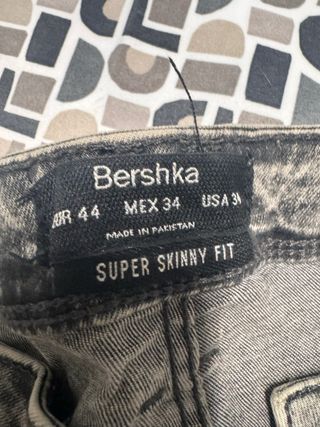 Bershka
EUR 44 MEX 34 USA 34
MADE IN PAKISTAN
SUPER SKINNY FIT